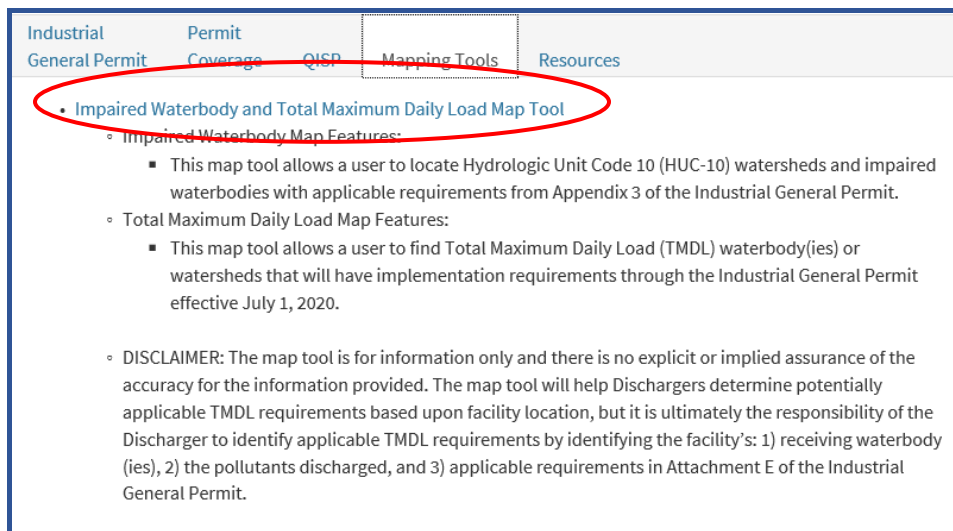 Industrial Permit
General Permit Coverage QISP Mapping Tools Resources
• Impaired Waterbody and Total Maximum Daily Load Map Tool
◦ Impaired Waterbody Map Features:
▪ This map tool allows a user to locate Hydrologic Unit Code 10 (HUC-10) watersheds and impaired
waterbodies with applicable requirements from Appendix 3 of the Industrial General Permit.
◦ Total Maximum Daily Load Map Features:
▪ This map tool allows a user to find Total Maximum Daily Load (TMDL) waterbody(ies) or
watersheds that will have implementation requirements through the Industrial General Permit
effective July 1, 2020.
◦ DISCLAIMER: The map tool is for information only and there is no explicit or implied assurance of the
accuracy for the information provided. The map tool will help Dischargers determine potentially
applicable TMDL requirements based upon facility location, but it is ultimately the responsibility of the
Discharger to identify applicable TMDL requirements by identifying the facility's: 1) receiving waterbody
(ies), 2) the pollutants discharged, and 3) applicable requirements in Attachment E of the Industrial
General Permit.